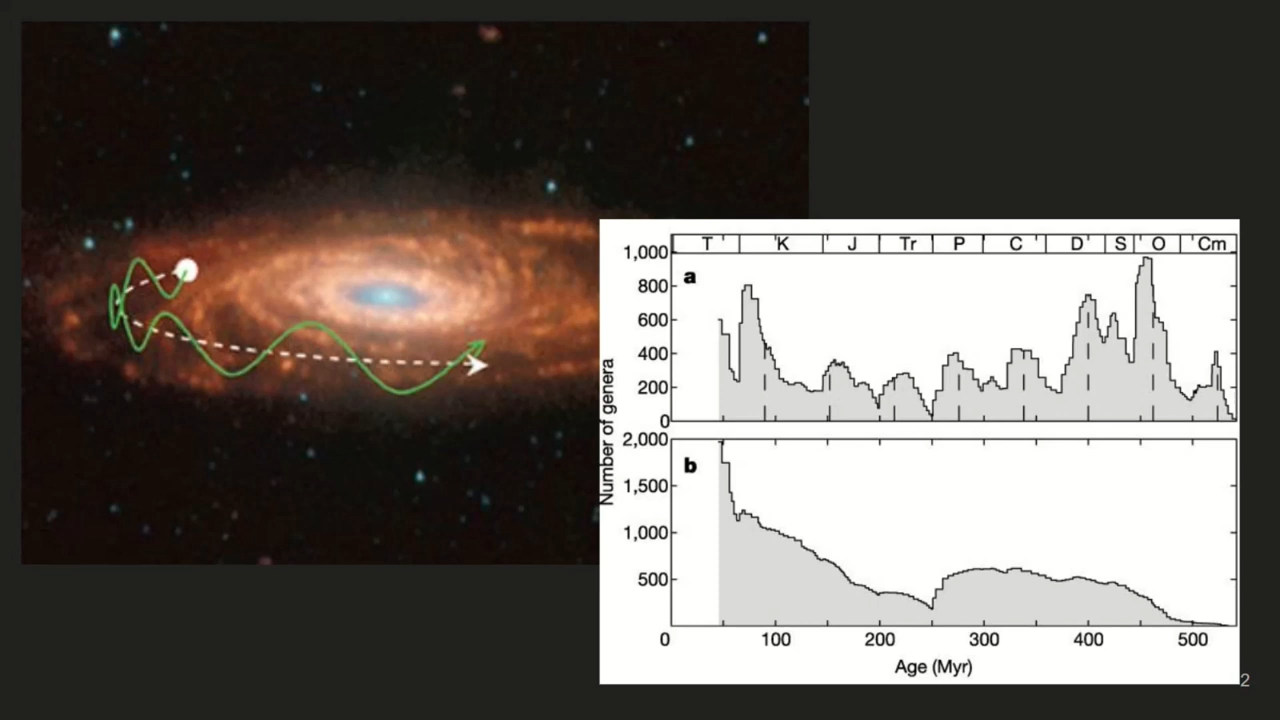 T K J Tr P C D S O Cm
1,000
a
800
600
400
200
0
Number of genera
2,000
b
1,500
1,000
500
0 100 200 300 400 500
Age (Myr)
2